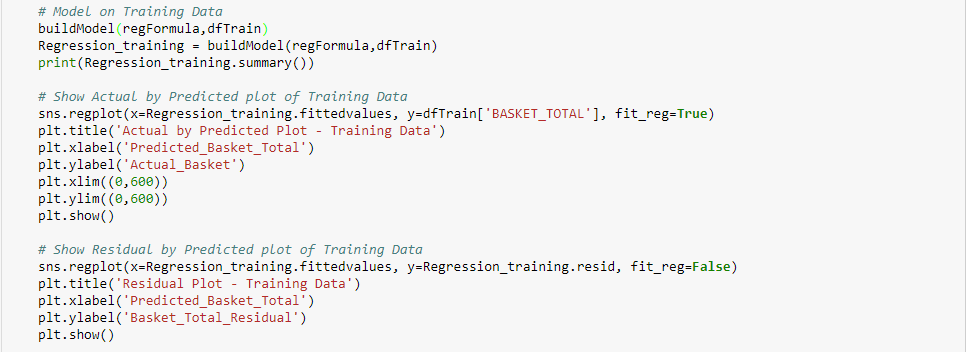 # Model on Training Data
buildModel(regFormula,dfTrain)
Regression_training = buildModel(regFormula,dfTrain)
print(Regression_training.summary())
# Show Actual by Predicted plot of Training Data
sns.regplot(x=Regression_training.fittedvalues, y=dfTrain['BASKET_TOTAL'], fit_reg=True)
plt.title('Actual by Predicted Plot - Training Data')
plt.xlabel('Predicted_Basket_Total')
plt.ylabel('Actual_Basket')
plt.xlim((0,600))
plt.ylim((0,600))
plt.show()
# Show Residual by Predicted plot of Training Data
sns.regplot(x=Regression_training.fittedvalues, y=Regression_training.resid, fit_reg=False)
plt.title('Residual Plot - Training Data')
plt.xlabel('Predicted_Basket_Total')
plt.ylabel('Basket_Total_Residual')
plt.show()